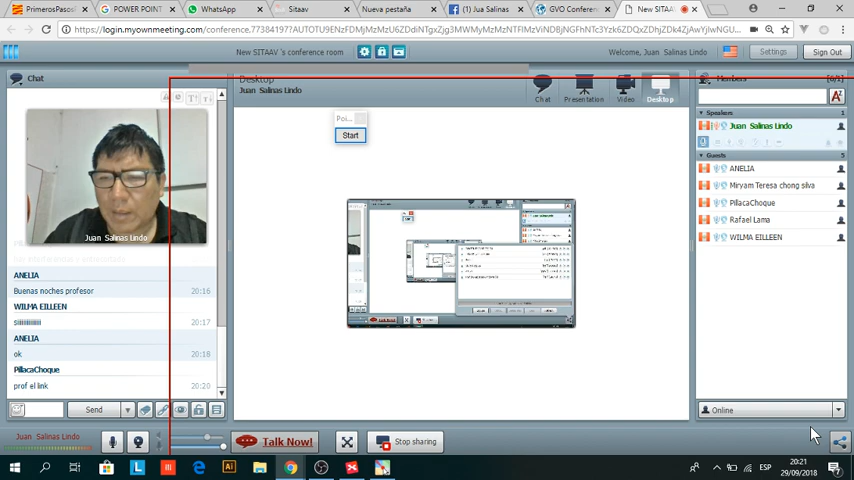 PrimerosPasos
POWER POINT
WhatsApp
Sitaav
Nueva pestaña
(1) Jua Salinas
GVO Conference
New SITAAV
Es seguro
https://login.myownmeeting.com/conference
New SITAAV 's conference room
Welcome, Juan Salinas Lindo
Settings
Sign Out
Chat
Desktop
Juan Salinas Lindo
Chat
Presentation
Video
Desktop
Members
[6/1]
Poi...
Start
Speakers 1
Juan Salinas Lindo
Guests 5
ANELIA
Miryam Teresa chong silva
PillacaChoque
Rafael Lama
WILMA EILLEEN
Juan Salinas Lindo
ANELIA
Buenas noches profesor 20:16
WILMA EILLEEN
20:17
ANELIA
ok 20:18
PillacaChoque
prof el link 20:20
Send
Online
Juan Salinas Lindo
Talk Now!
Stop sharing
ESP
20:21
29/09/2018